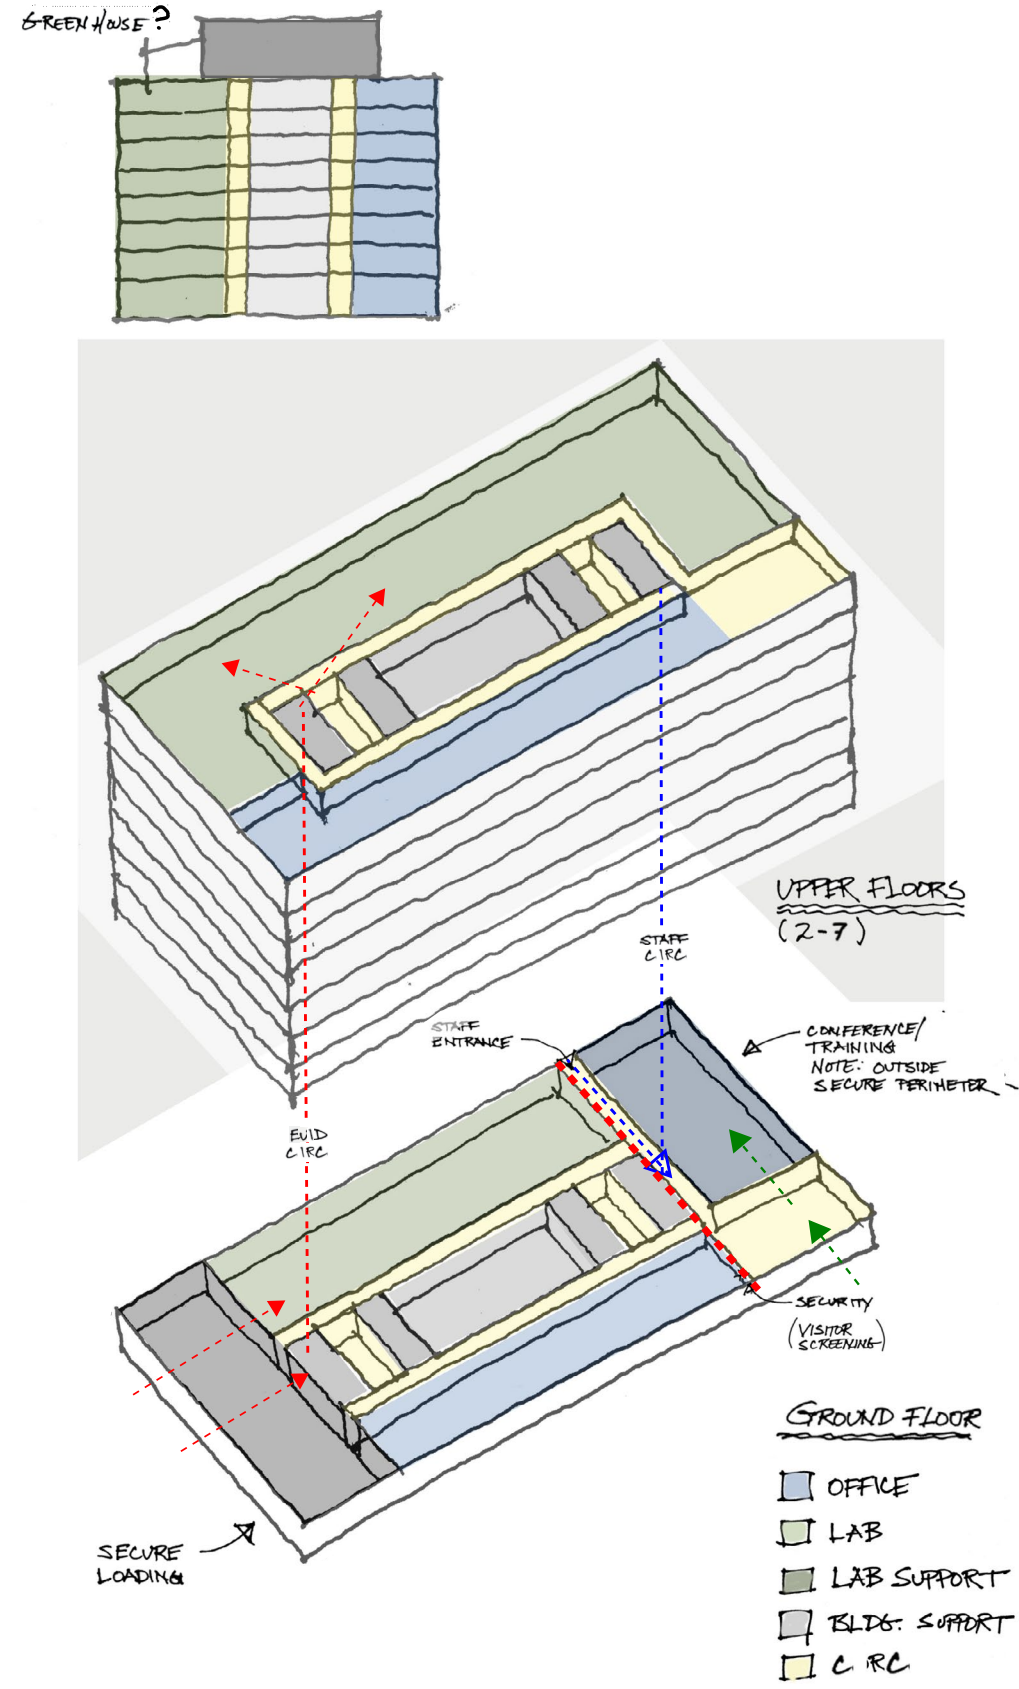 GREENHOUSE?
UPPER FLOORS
(2-7)
STAFF
CIRC
STAFF
ENTRANCE
CONFERENCE/
TRAINING
NOTE: OUTSIDE
SECURE PERIMETER
EVID
CIRC
SECURITY
(VISITOR
SCREENING)
GROUND FLOOR
OFFICE
LAB
LAB SUPPORT
BLDG. SUPPORT
CIRC
SECURE
LOADING